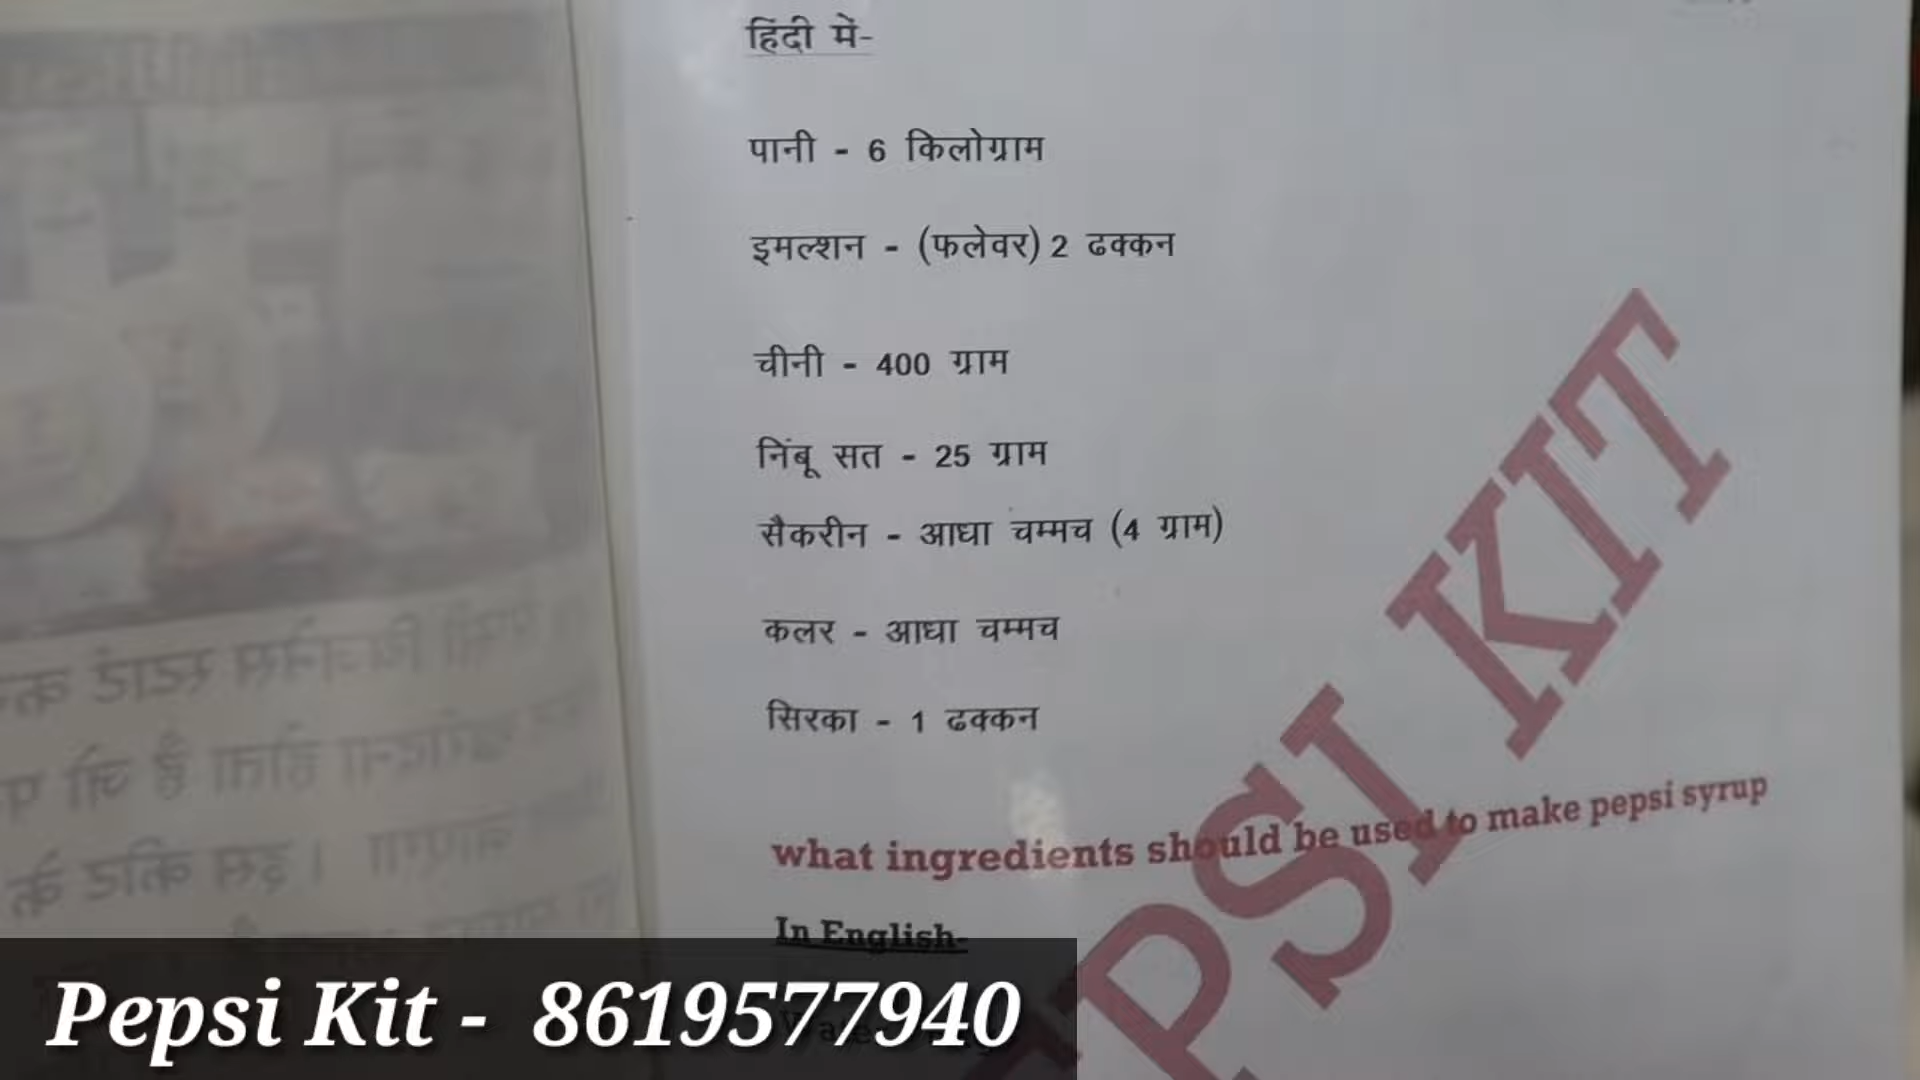 हिंदी में-
पानी - 6 किलोग्राम
इमल्शन - (फलेवर) 2 ढक्कन
चीनी - 400 ग्राम
निंबू सत - 25 ग्राम
सैकरीन - आधा चम्मच (4 ग्राम)
कलर - आधा चम्मच
सिरका - 1 ढक्कन
what ingredients should be used to make pepsi syrup
In English-
PEPSI KIT
Pepsi Kit - 8619577940